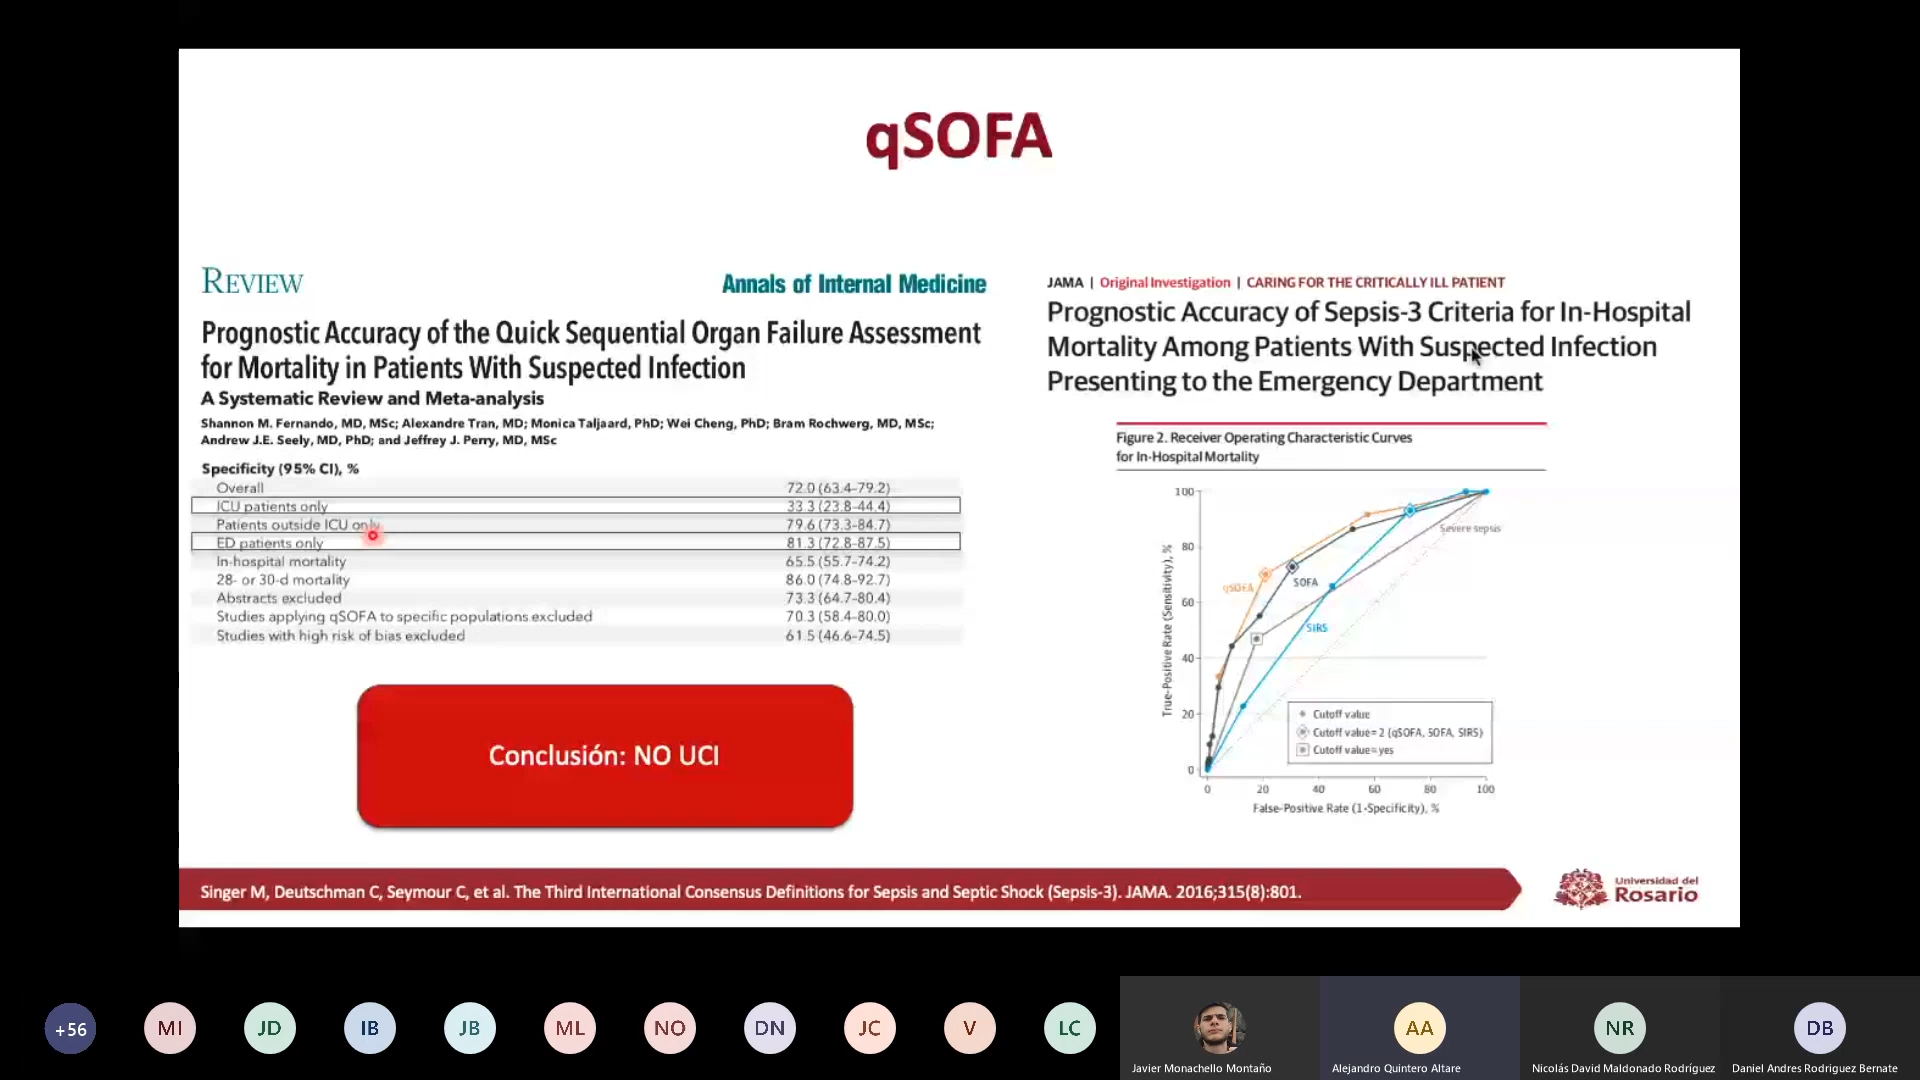 qSOFA
REVIEW
Annals of Internal Medicine
Prognostic Accuracy of the Quick Sequential Organ Failure Assessment
for Mortality in Patients With Suspected Infection
A Systematic Review and Meta-analysis
Shannon M. Fernando, MD, MSc; Alexandre Tran, MD; Monica Taljaard, PhD; Wei Cheng, PhD; Bram Rochwerg, MD, MSc;
Andrew J.E. Seely, MD, PhD; and Jeffrey J. Perry, MD, MSc
Specificity (95% CI), %
Overall 72.0 (63.4–79.2)
ICU patients only 33.3 (23.8–44.4)
Patients outside ICU only 79.6 (73.3–84.7)
ED patients only 81.3 (72.8–87.5)
In-hospital mortality 65.5 (55.7–74.2)
28- or 30-d mortality 86.0 (74.8–92.7)
Abstracts excluded 73.3 (64.7–80.4)
Studies applying qSOFA to specific populations excluded 70.3 (58.4–80.0)
Studies with high risk of bias excluded 61.5 (46.6–74.5)
Conclusión: NO UCI
JAMA | Original Investigation | CARING FOR THE CRITICALLY ILL PATIENT
Prognostic Accuracy of Sepsis-3 Criteria for In-Hospital
Mortality Among Patients With Suspected Infection
Presenting to the Emergency Department
Figure 2. Receiver Operating Characteristic Curves
for In-Hospital Mortality
100
80
60
40
20
0
True-Positive Rate (Sensitivity), %
Severe sepsis
qSOFA
SOFA
SIRS
Cutoff value
Cutoff value = 2 (qSOFA, SOFA, SIRS)
Cutoff value = yes
0 20 40 60 80 100
False-Positive Rate (1-Specificity), %
Singer M, Deutschman C, Seymour C, et al. The Third International Consensus Definitions for Sepsis and Septic Shock (Sepsis-3). JAMA. 2016;315(8):801.
Universidad del
Rosario
+56 MI JD IB JB ML NO DN JC V LC AA NR DB
Javier Monachello Montaño Alejandro Quintero Altare Nicolás David Maldonado Rodríguez Daniel Andres Rodriguez Bernate